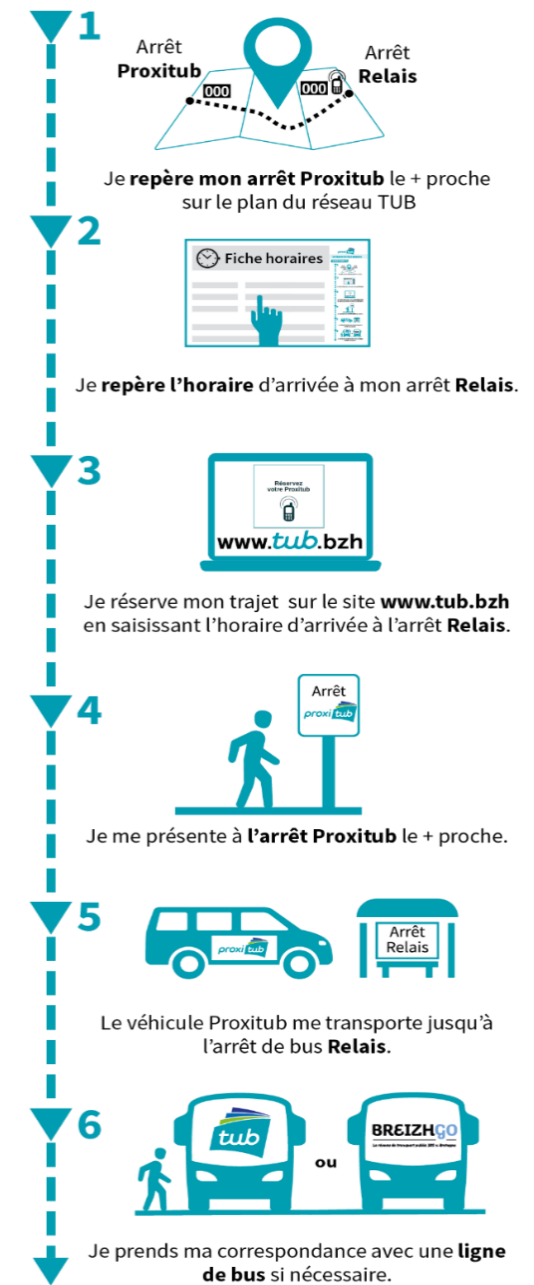 1
Arrêt
Proxitub
Arrêt
Relais
000
000
Je repère mon arrêt Proxitub le + proche
sur le plan du réseau TUB
2
Fiche horaires
Je repère l’horaire d’arrivée à mon arrêt Relais.
3
Réservez
votre Proxitub
www.tub.bzh
Je réserve mon trajet sur le site www.tub.bzh
en saisissant l’horaire d’arrivée à l’arrêt Relais.
4
Arrêt
proxitub
Je me présente à l’arrêt Proxitub le + proche.
5
proxitub
Arrêt
Relais
Le véhicule Proxitub me transporte jusqu’à
l’arrêt de bus Relais.
6
tub
ou
BREIZHGO
Je prends ma correspondance avec une ligne
de bus si nécessaire.